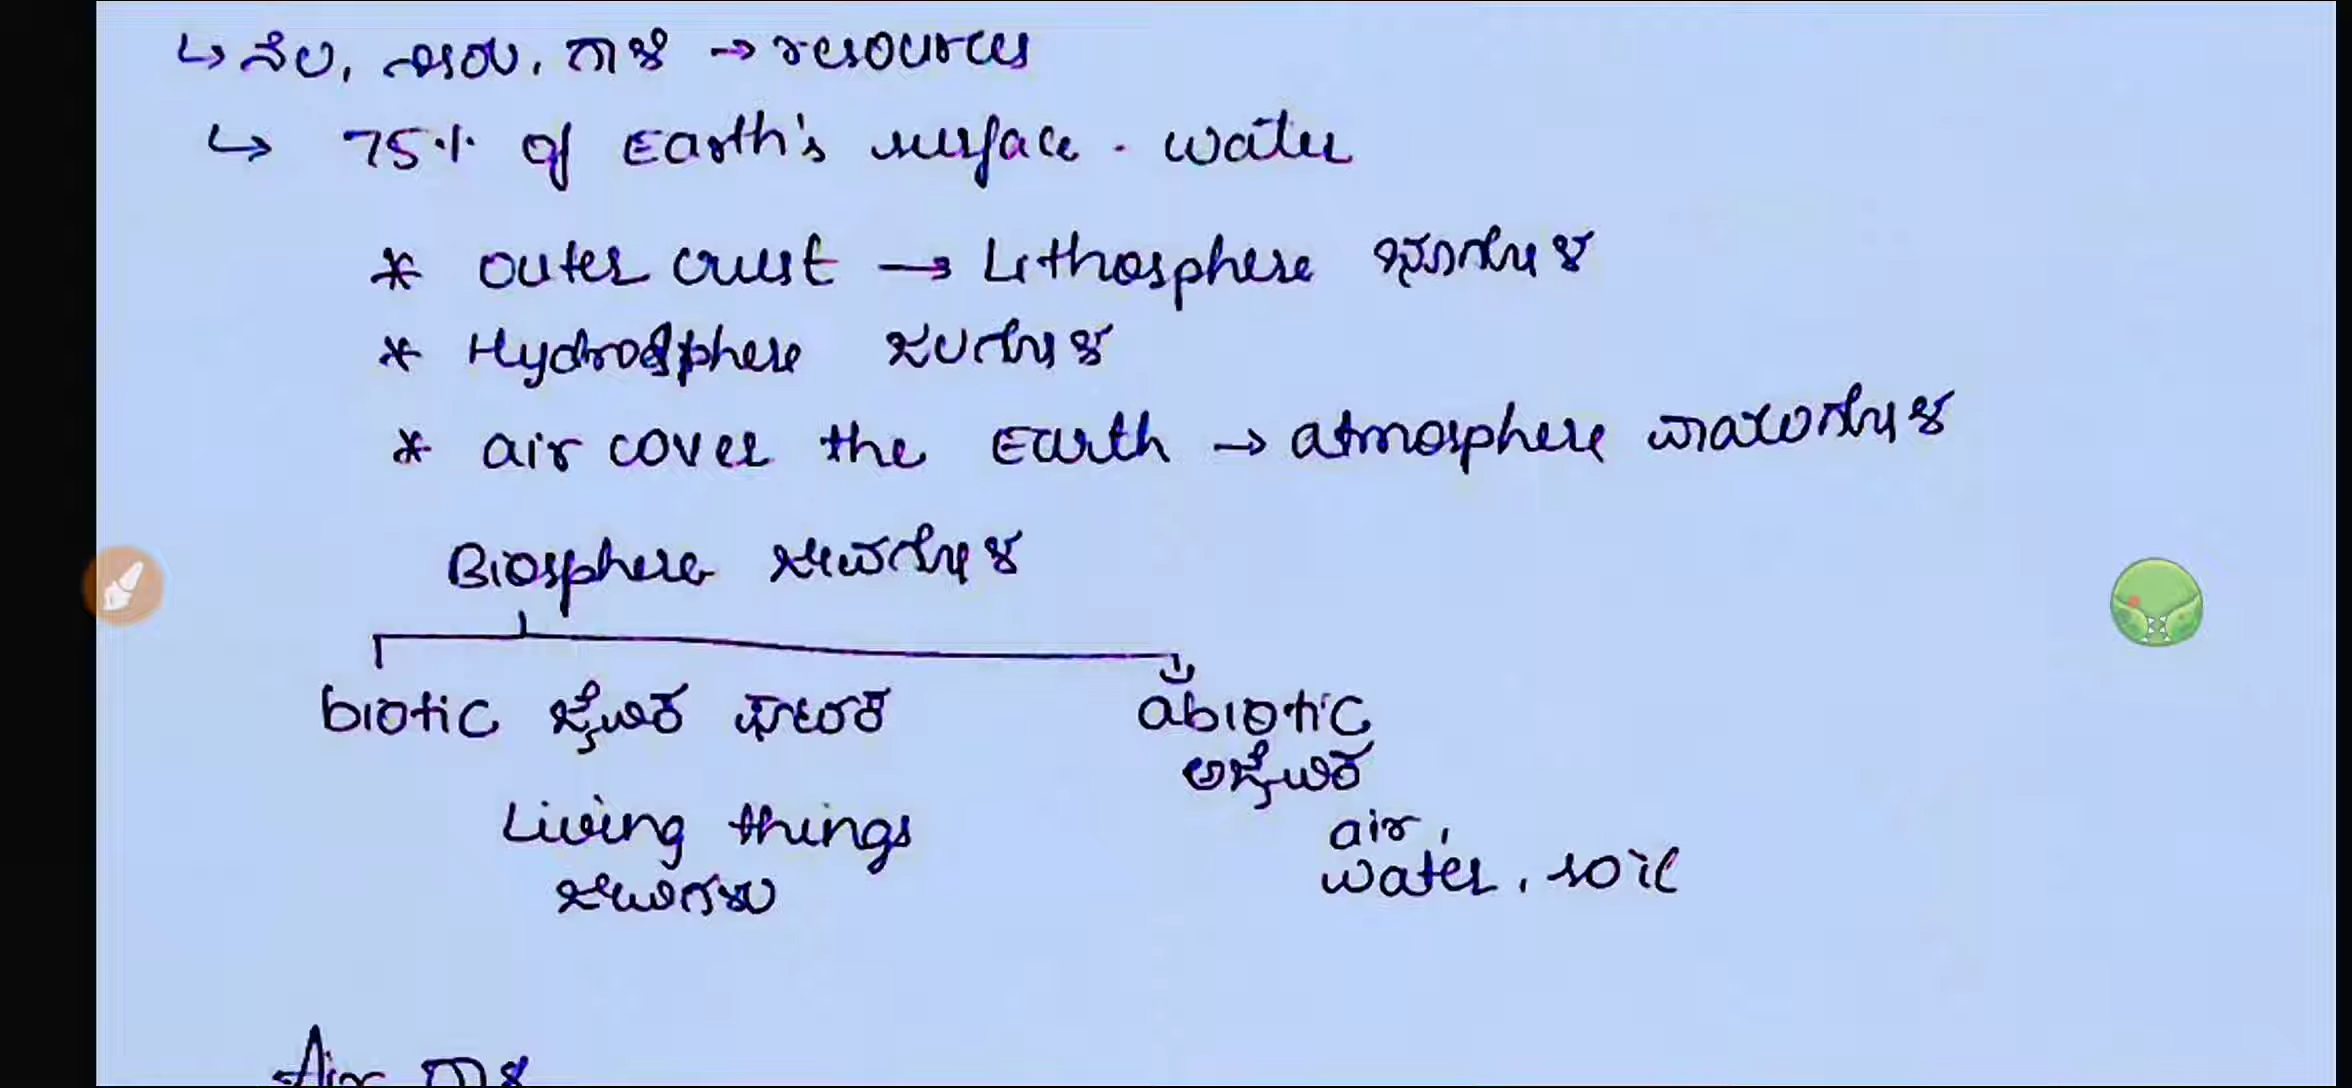 ↳ ನೆಲ, ನೀರು, ಗಾಳಿ → resources
↳ 75% of Earth's surface - water
* outer crust → Lithosphere ಭೂಗೋಳ
* Hydrosphere ಜಲಗೋಳ
* air cover the Earth → atmosphere ವಾಯುಗೋಳ
Biosphere ಜೀವಗೋಳ
biotic ಜೈವಿಕ ಘಟಕ abiotic
ಅಜೈವಿಕ
Living things air,
ಜೀವಿಗಳು water, soil
Air ಗಾಳಿ